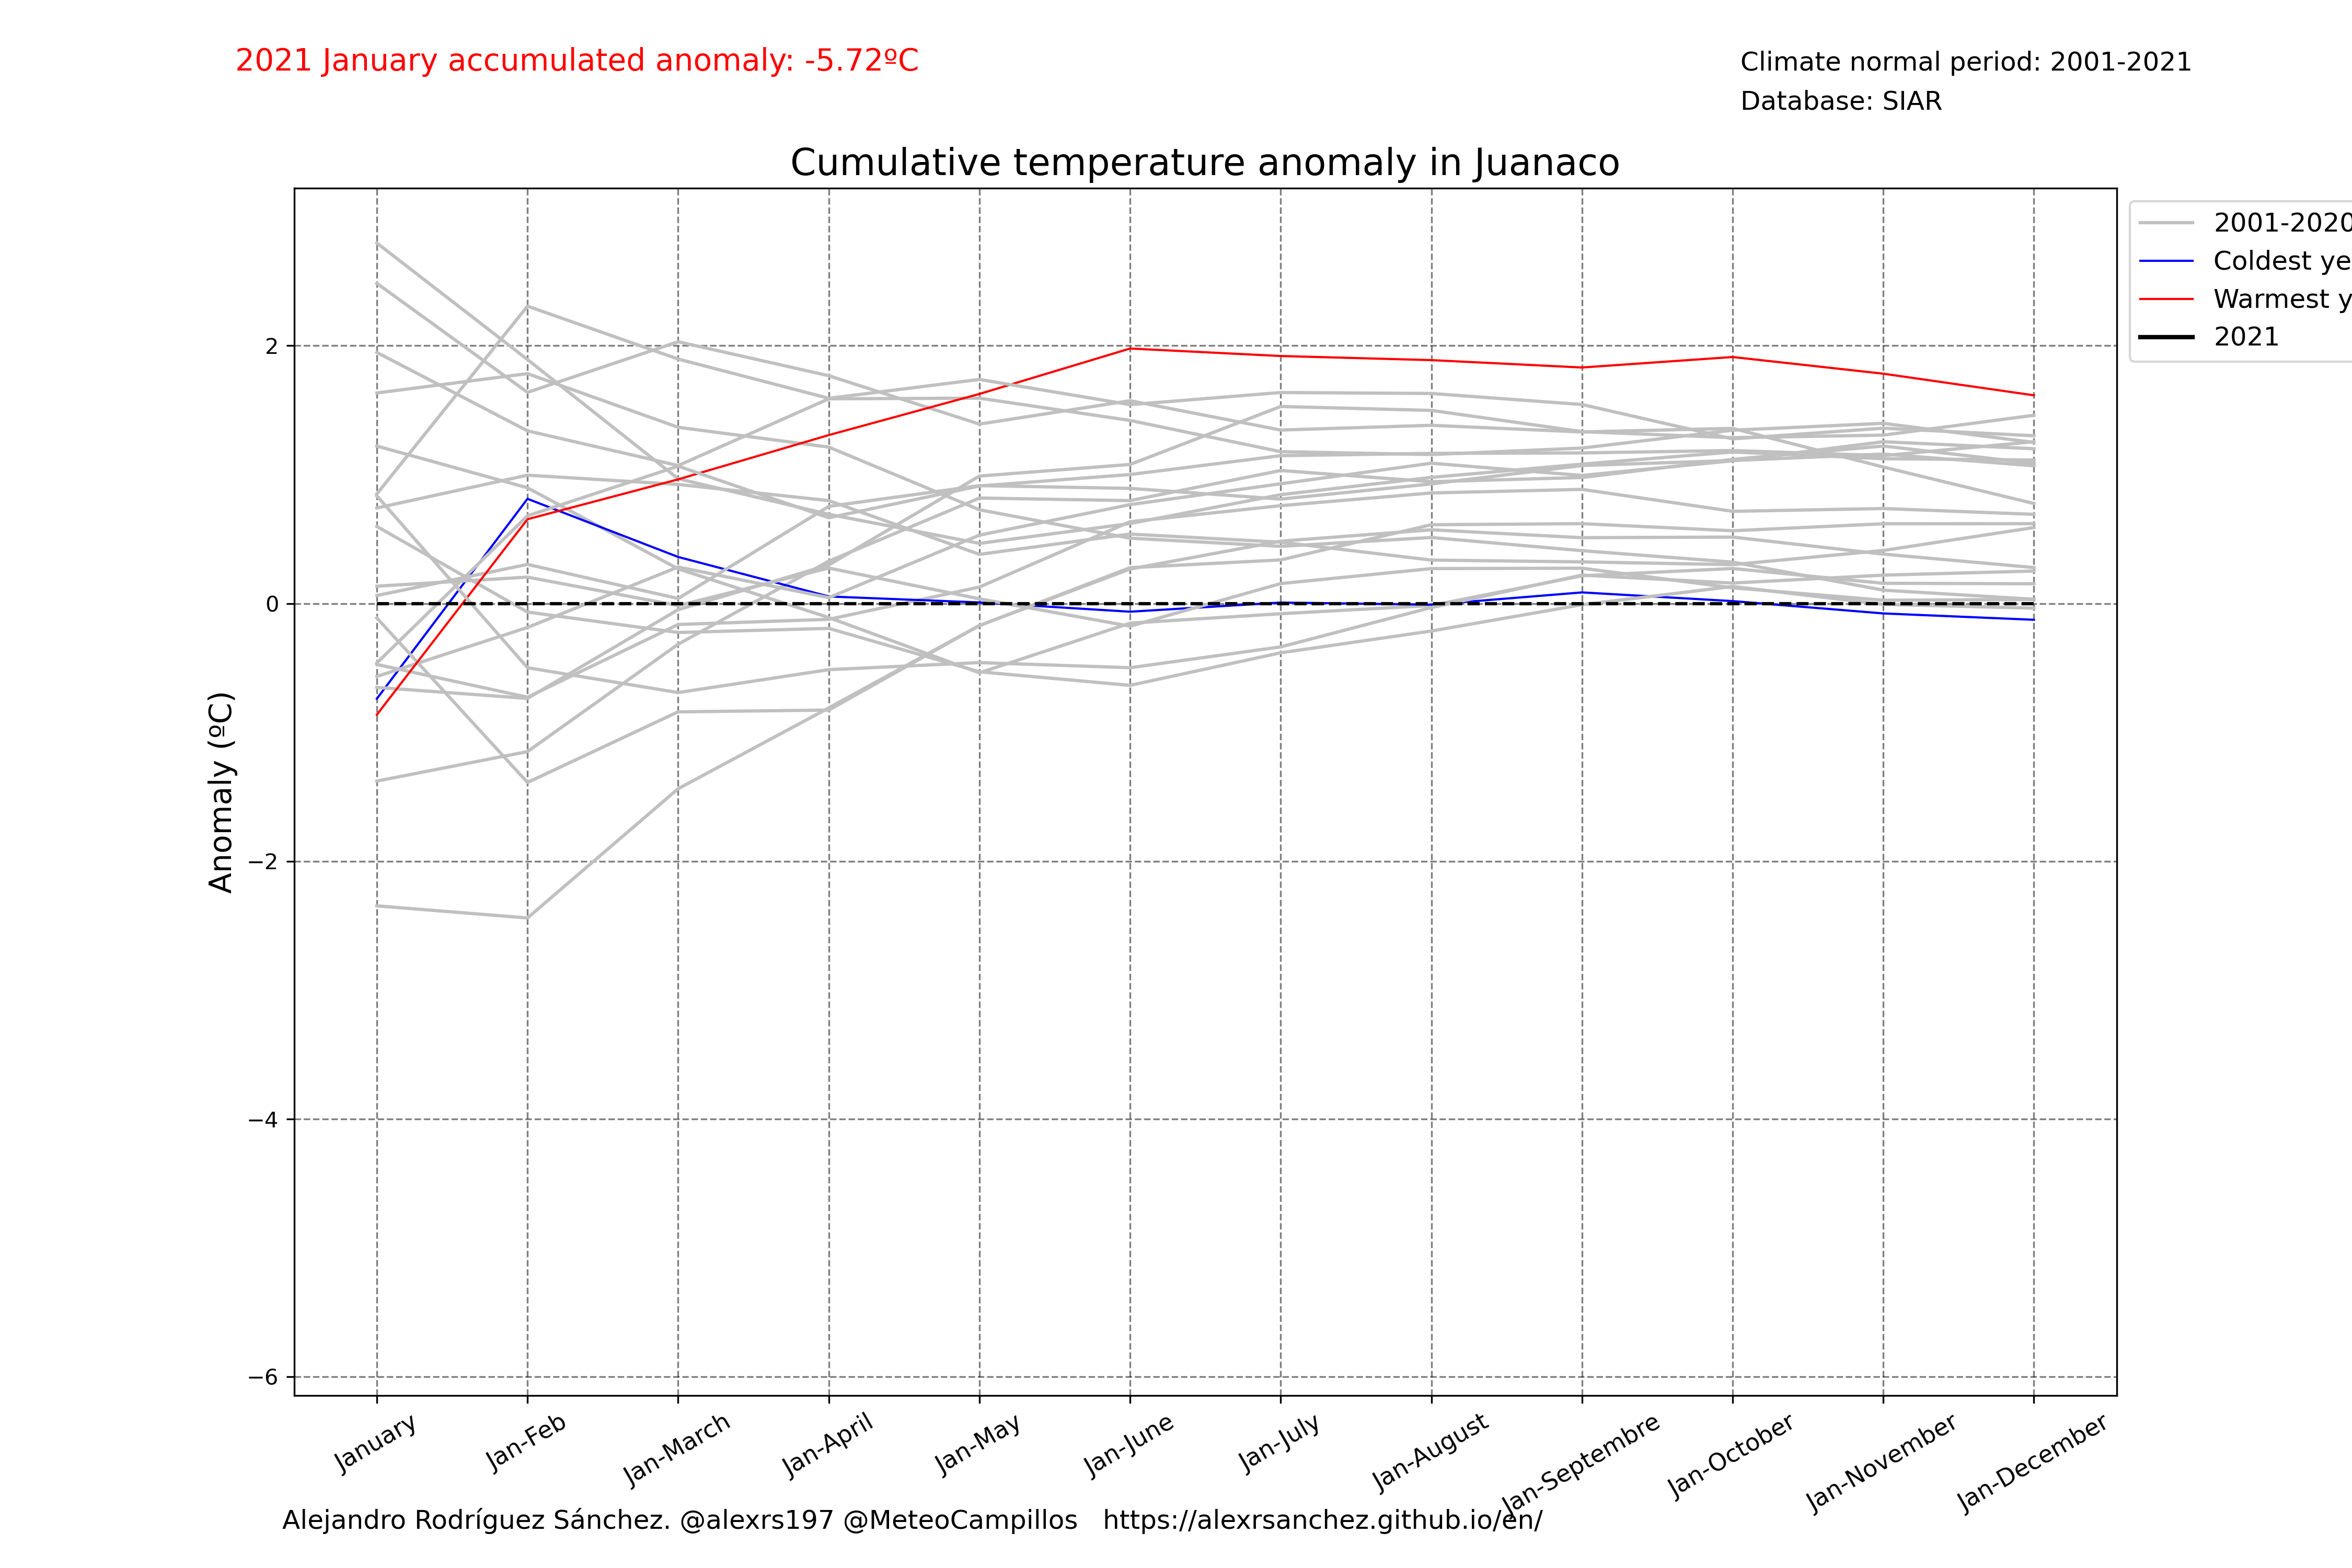 2021 January accumulated anomaly: -5.72ºC
Climate normal period: 2001-2021
Database: SIAR
Cumulative temperature anomaly in Juanaco
2001-2020
Coldest
Warmest
2021
Anomaly (ºC)
2
0
−2
−4
−6
January
Jan-Feb
Jan-March
Jan-April
Jan-May
Jan-June
Jan-July
Jan-August
Jan-Septembre
Jan-October
Jan-November
Jan-December
Alejandro Rodríguez Sánchez. @alexrs197 @MeteoCampillos https://alexrsanchez.github.io/en/